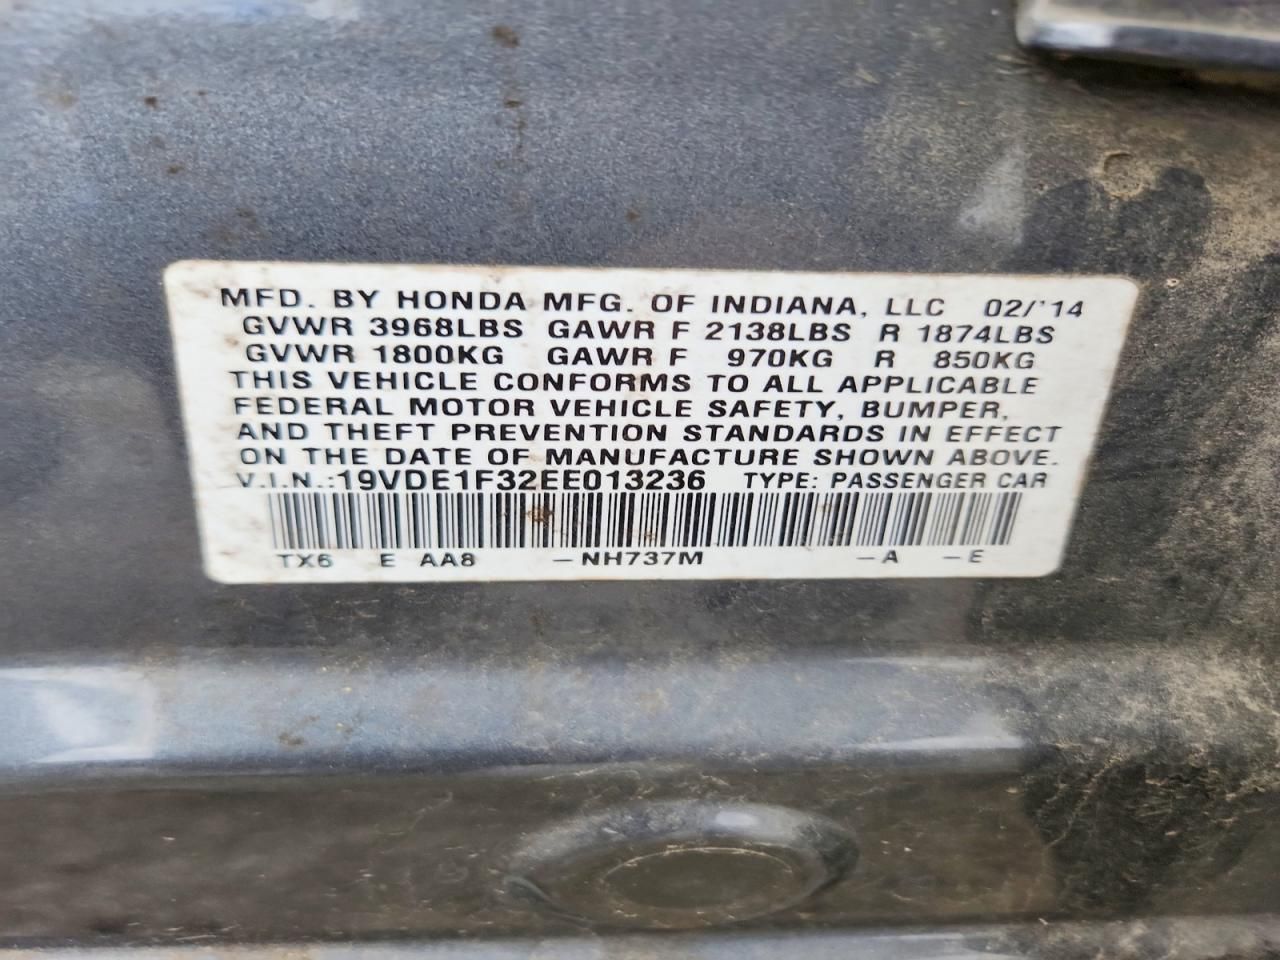 MFD. BY HONDA MFG. OF INDIANA, LLC 02/'14
GVWR 3968LBS GAWR F 2138LBS R 1874LBS
GVWR 1800KG GAWR F 970KG R 850KG
THIS VEHICLE CONFORMS TO ALL APPLICABLE
FEDERAL MOTOR VEHICLE SAFETY, BUMPER,
AND THEFT PREVENTION STANDARDS IN EFFECT
ON THE DATE OF MANUFACTURE SHOWN ABOVE.
V.I.N.:19VDE1F32EE013236 TYPE: PASSENGER CAR
TX6 E AA8 -NH737M -A -E